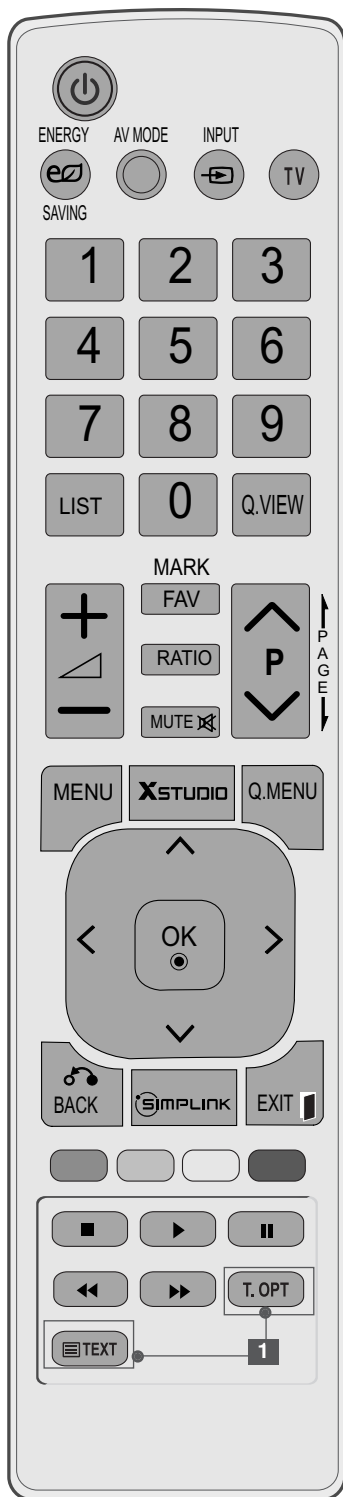 ENERGY AV MODE INPUT
TV
SAVING
1 2 3
4 5 6
7 8 9
LIST 0 Q.VIEW
MARK
FAV
RATIO P
MUTE
PAGE
MENU XSTUDIO Q.MENU
OK
BACK SIMPLINK EXIT
T. OPT
TEXT 1